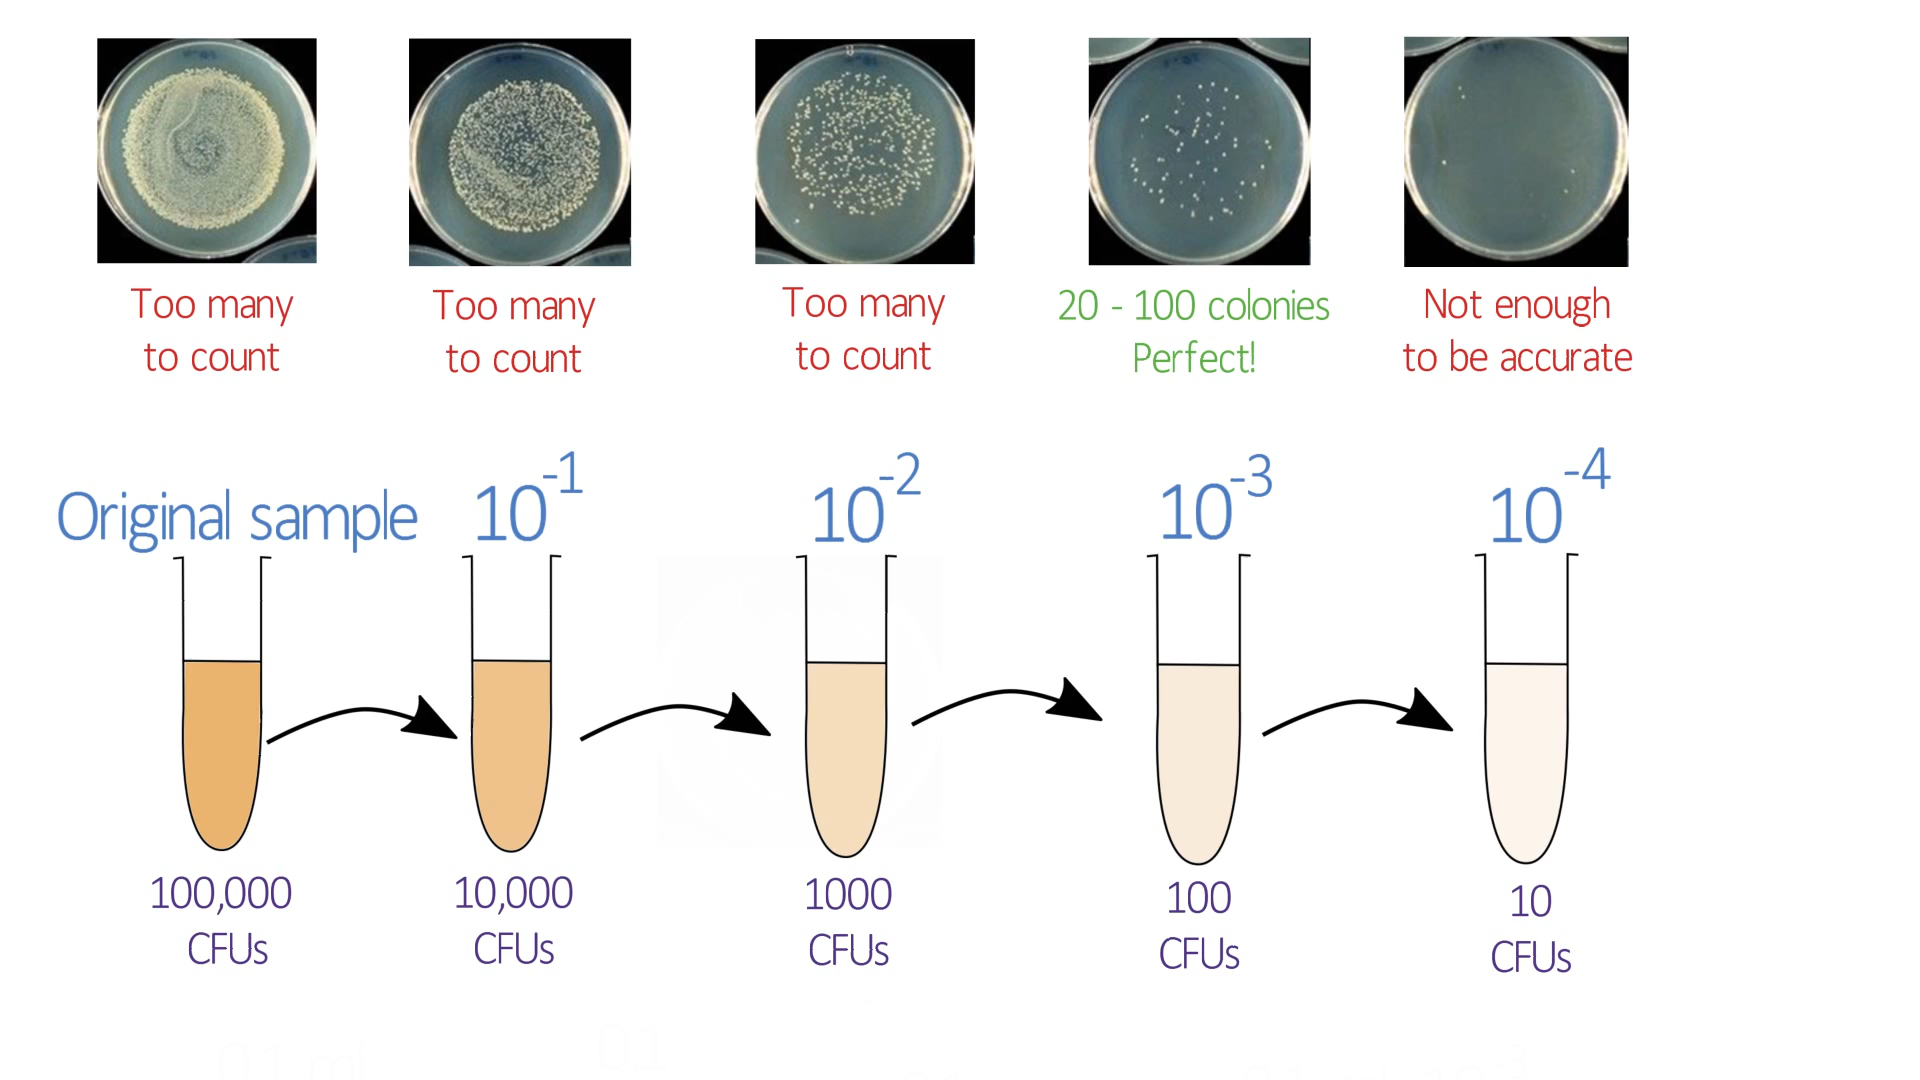 Too many
to count
Too many
to count
Too many
to count
20 - 100 colonies
Perfect!
Not enough
to be accurate
Original sample
10⁻¹
10⁻²
10⁻³
10⁻⁴
100,000
CFUs
10,000
CFUs
1000
CFUs
100
CFUs
10
CFUs